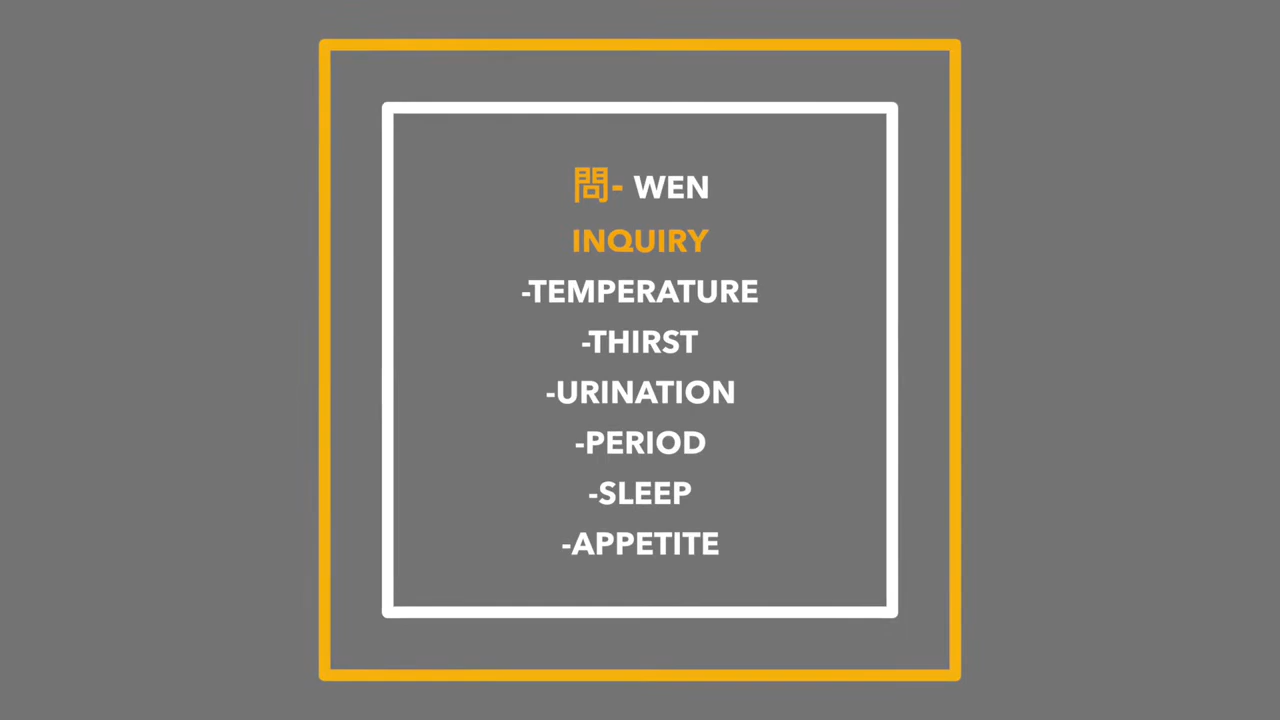 問- WEN
INQUIRY
-TEMPERATURE
-THIRST
-URINATION
-PERIOD
-SLEEP
-APPETITE